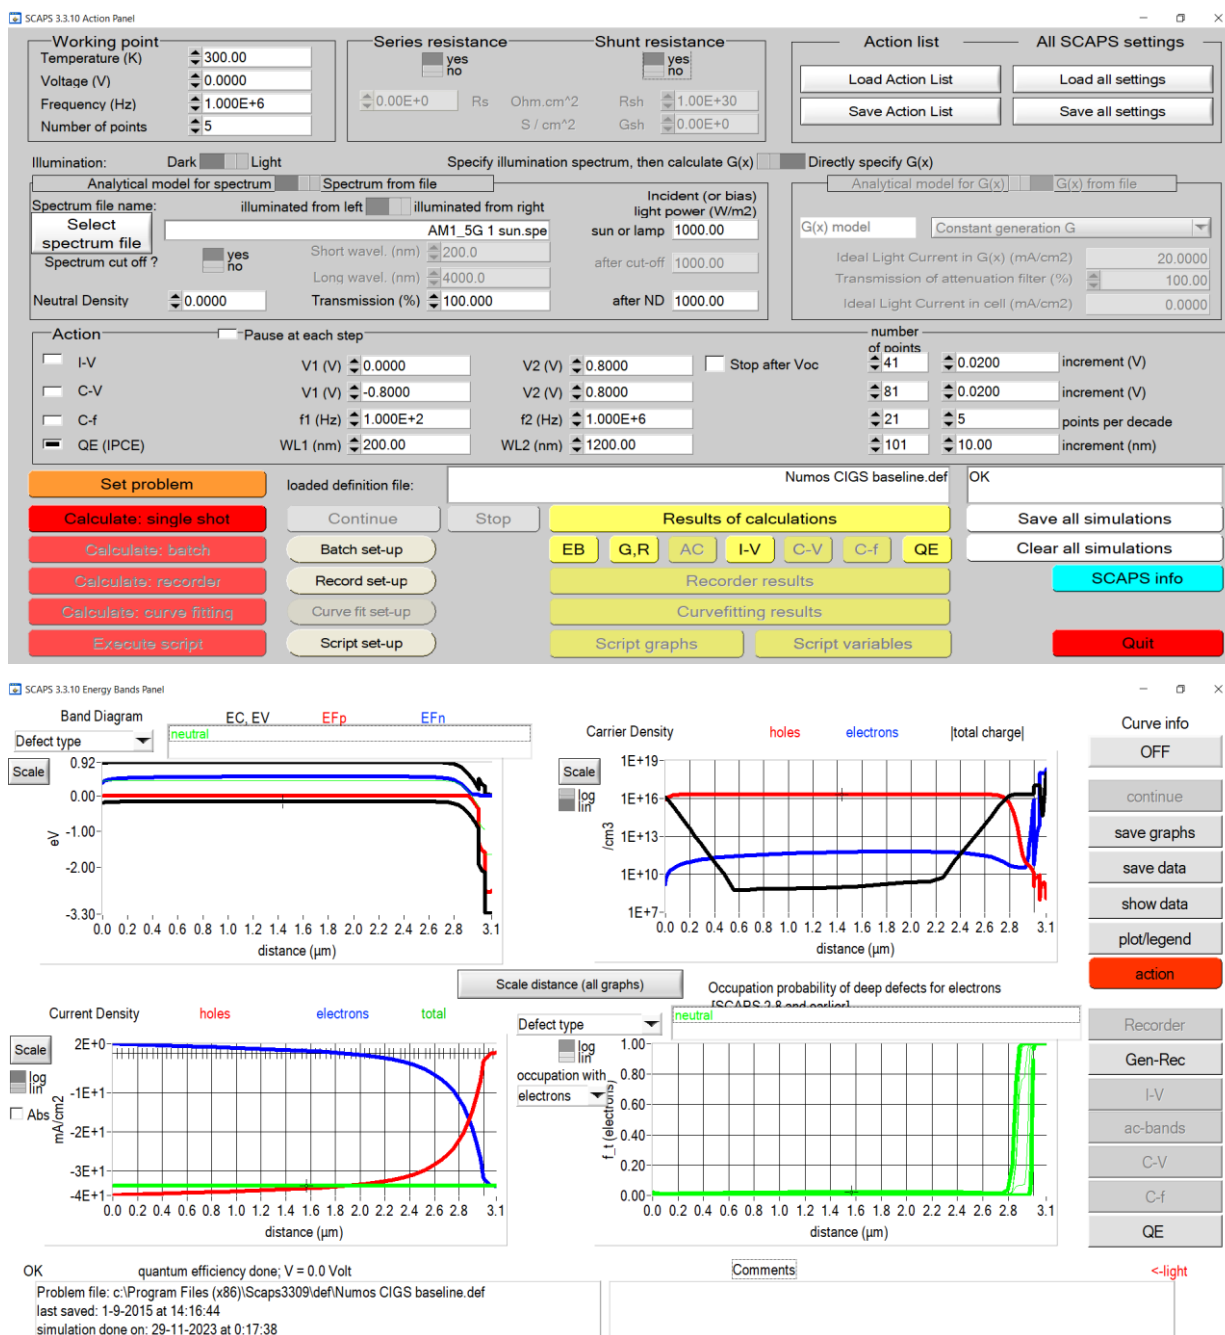 SCAPS 3.3.10 Action Panel
Working point
Series resistance
Shunt resistance
Action list
All SCAPS settings
Temperature (K) 300.00
yes
no
yes
no
Voltage (V) 0.0000
Load Action List
Load all settings
Frequency (Hz) 1.000E+6
0.00E+0 Rs Ohm.cm^2 Rsh 1.00E+30
Save Action List
Save all settings
Number of points 5
S / cm^2 Gsh 0.00E+0
Illumination: Dark Light
Specify illumination spectrum, then calculate G(x) Directly specify G(x)
Analytical model for spectrum Spectrum from file
Analytical model for G(x) G(x) from file
Spectrum file name:
illuminated from left illuminated from right
Incident (or bias)
light power (W/m2)
Select
spectrum file
AM1_5G 1 sun.spe
sun or lamp 1000.00
G(x) model Constant generation G
Spectrum cut off ?
yes
no
Short wavel. (nm) 200.0
after cut-off 1000.00
Ideal Light Current in G(x) (mA/cm2) 20.0000
Long wavel. (nm) 4000.0
Transmission of attenuation filter (%) 100.00
Neutral Density 0.0000
Transmission (%) 100.000
after ND 1000.00
Ideal Light Current in cell (mA/cm2) 0.0000
Action
Pause at each step
number
of points
I-V V1 (V) 0.0000 V2 (V) 0.8000 Stop after Voc 41 0.0200 increment (V)
C-V V1 (V) -0.8000 V2 (V) 0.8000 81 0.0200 increment (V)
C-f f1 (Hz) 1.000E+2 f2 (Hz) 1.000E+6 21 5 points per decade
QE (IPCE) WL1 (nm) 200.00 WL2 (nm) 1200.00 101 10.00 increment (nm)
Set problem
loaded definition file:
Numos CIGS baseline.def
OK
Calculate: single shot
Continue
Stop
Results of calculations
Save all simulations
Calculate: batch
Batch set-up
EB G,R AC I-V C-V C-f QE
Clear all simulations
Calculate: recorder
Record set-up
Recorder results
SCAPS info
Calculate: curve fitting
Curve fit set-up
Curvefitting results
Execute script
Script set-up
Script graphs
Script variables
Quit
SCAPS 3.3.10 Energy Bands Panel
Band Diagram EC, EV EFp EFn
Defect type
neutral
Scale
0.92
0.00
-1.00
-2.00
-3.30
eV
0.0 0.2 0.4 0.6 0.8 1.0 1.2 1.4 1.6 1.8 2.0 2.2 2.4 2.6 2.8 3.1
distance (µm)
Carrier Density holes electrons |total charge|
Scale
log
lin
1E+19
1E+16
1E+13
1E+10
1E+7
/cm3
0.0 0.2 0.4 0.6 0.8 1.0 1.2 1.4 1.6 1.8 2.0 2.2 2.4 2.6 2.8 3.1
distance (µm)
Curve info
OFF
continue
save graphs
save data
show data
plot/legend
action
Scale distance (all graphs)
Current Density holes electrons total
Scale
log
lin
Abs
2E+0
-1E+1
-2E+1
-3E+1
-4E+1
mA/cm2
0.0 0.2 0.4 0.6 0.8 1.0 1.2 1.4 1.6 1.8 2.0 2.2 2.4 2.6 2.8 3.1
distance (µm)
Occupation probability of deep defects for electrons
[SCAPS 2.8 and earlier]
Defect type
neutral
log
lin
occupation with
electrons
1.00
0.80
0.60
0.40
0.20
0.00
f_t (electrons)
0.0 0.2 0.4 0.6 0.8 1.0 1.2 1.4 1.6 1.8 2.0 2.2 2.4 2.6 2.8 3.1
distance (µm)
Recorder
Gen-Rec
I-V
ac-bands
C-V
C-f
QE
OK quantum efficiency done; V = 0.0 Volt
Comments
<-light
Problem file: c:\Program Files (x86)\Scaps3309\def\Numos CIGS baseline.def
last saved: 1-9-2015 at 14:16:44
simulation done on: 29-11-2023 at 0:17:38